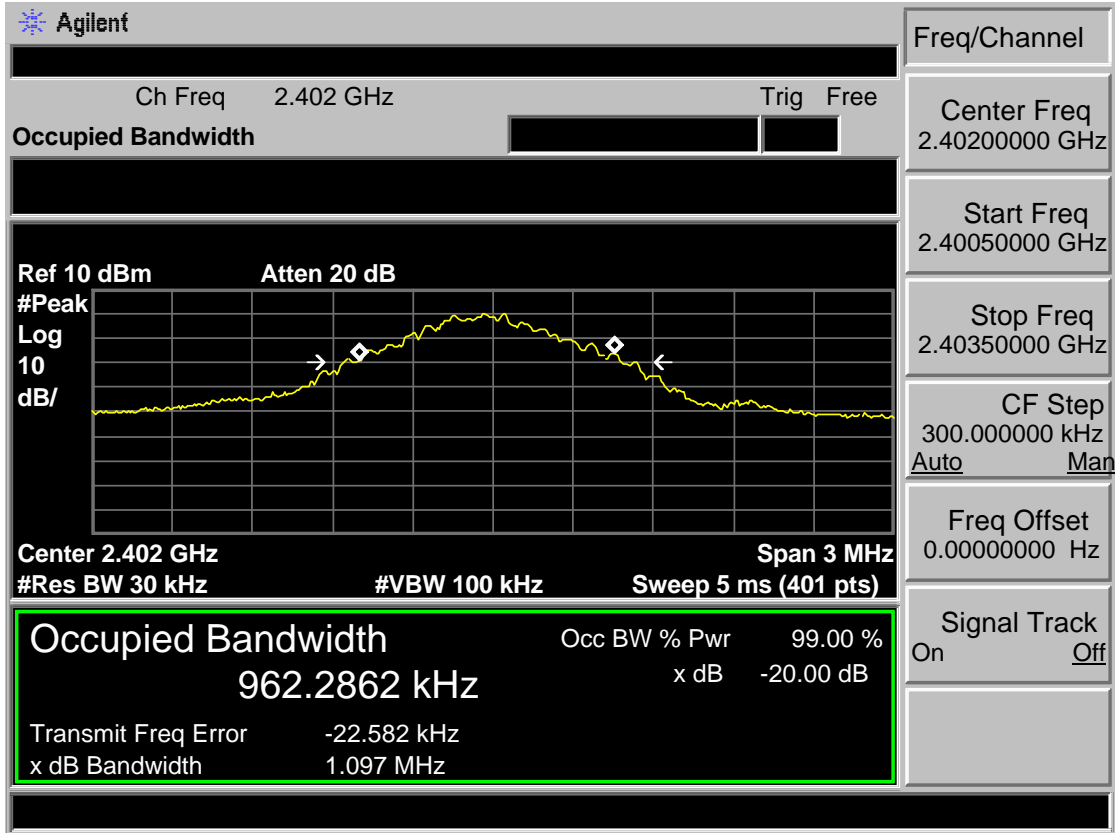 Agilent
Freq/Channel
Ch Freq 2.402 GHz Trig Free
Occupied Bandwidth
Center Freq
2.40200000 GHz
Start Freq
2.40050000 GHz
Stop Freq
2.40350000 GHz
CF Step
300.000000 kHz
Auto Man
Freq Offset
0.00000000 Hz
Signal Track
On Off
Ref 10 dBm Atten 20 dB
#Peak
Log
10
dB/
Center 2.402 GHz Span 3 MHz
#Res BW 30 kHz #VBW 100 kHz Sweep 5 ms (401 pts)
Occupied Bandwidth Occ BW % Pwr 99.00 %
962.2862 kHz x dB -20.00 dB
Transmit Freq Error -22.582 kHz
x dB Bandwidth 1.097 MHz